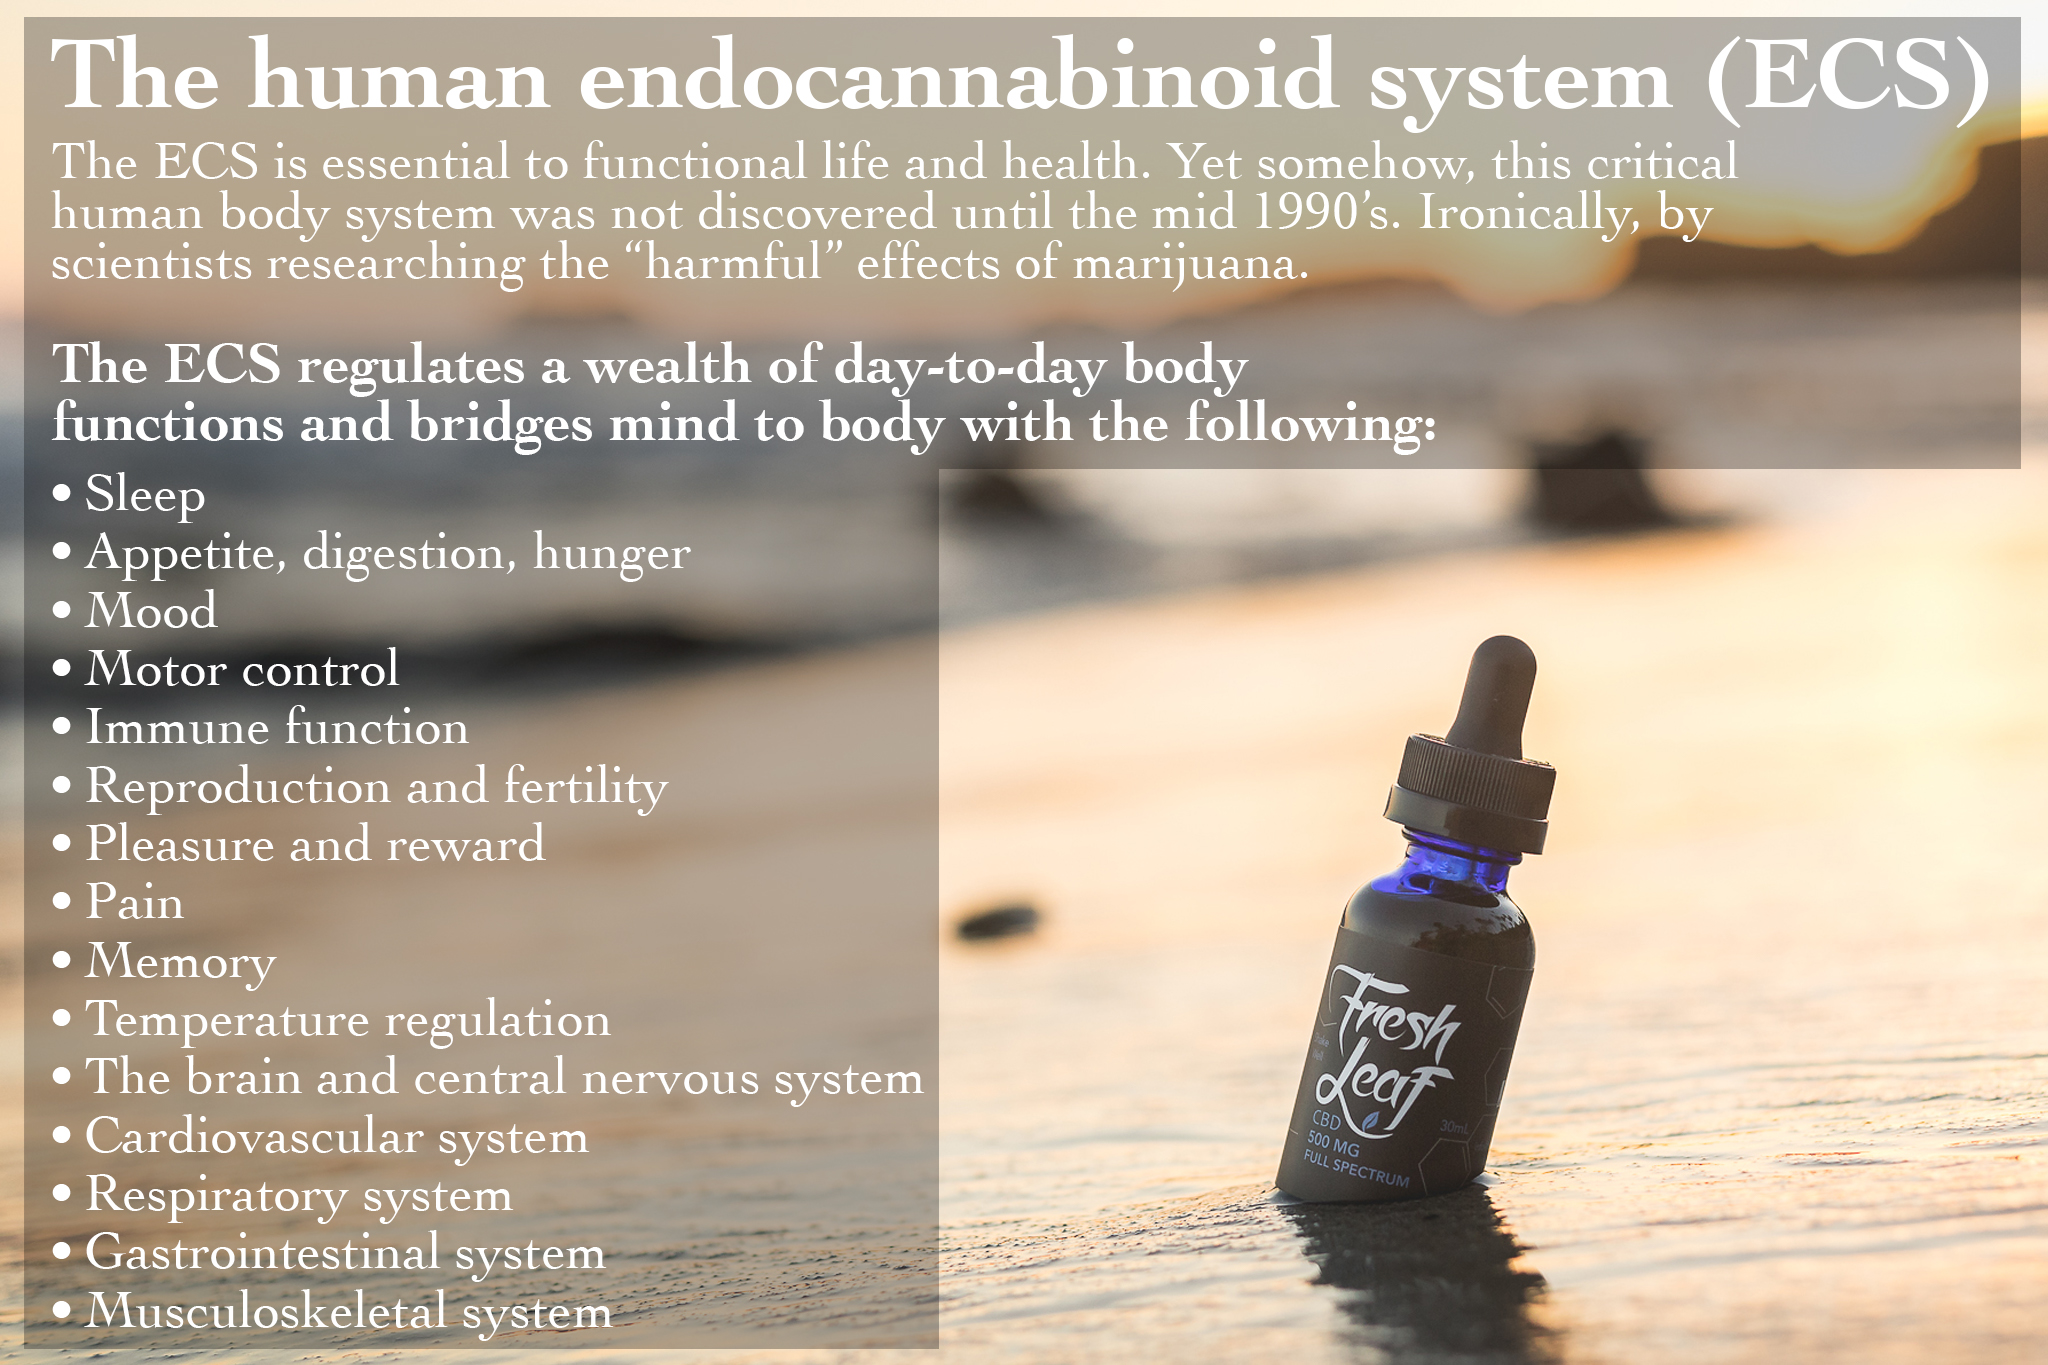 The human endocannabinoid system (ECS)
The ECS is essential to functional life and health. Yet somehow, this critical
human body system was not discovered until the mid 1990’s. Ironically, by
scientists researching the “harmful” effects of marijuana.
The ECS regulates a wealth of day-to-day body
functions and bridges mind to body with the following:
• Sleep
• Appetite, digestion, hunger
• Mood
• Motor control
• Immune function
• Reproduction and fertility
• Pleasure and reward
• Pain
• Memory
• Temperature regulation
• The brain and central nervous system
• Cardiovascular system
• Respiratory system
• Gastrointestinal system
• Musculoskeletal system
Fresh
Leaf
CBD
500 MG
FULL SPECTRUM
30mL